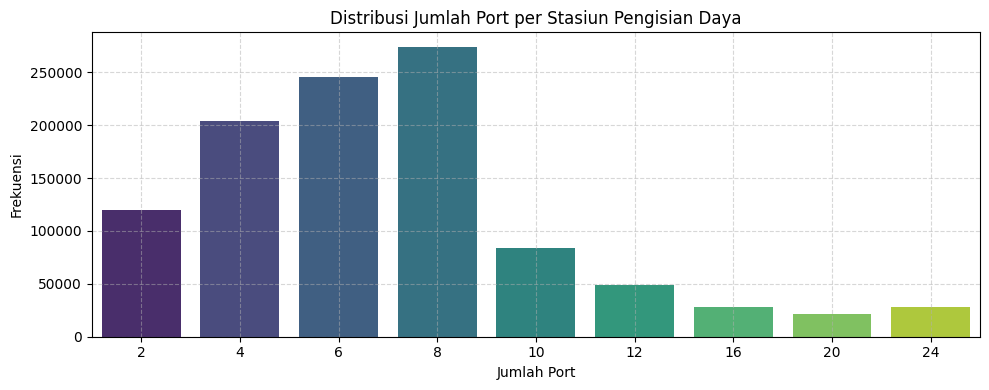 Distribusi Jumlah Port per Stasiun Pengisian Daya
Frekuensi
250000
200000
150000
100000
50000
0
2 4 6 8 10 12 16 20 24
Jumlah Port